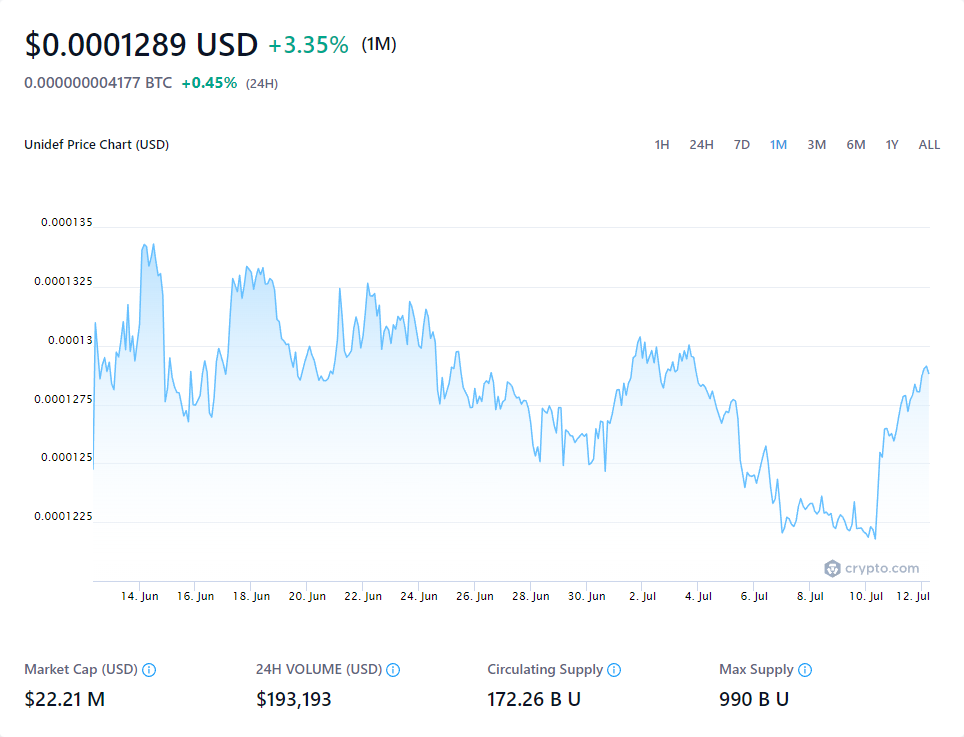 $0.0001289 USD +3.35% (1M)
0.000000004177 BTC +0.45% (24H)
Unidef Price Chart (USD) 1H 24H 7D 1M 3M 6M 1Y ALL
0.000135
0.0001325
0.00013
0.0001275
0.000125
0.0001225
crypto.com
14. Jun 16. Jun 18. Jun 20. Jun 22. Jun 24. Jun 26. Jun 28. Jun 30. Jun 2. Jul 4. Jul 6. Jul 8. Jul 10. Jul 12. Jul
Market Cap (USD) 24H VOLUME (USD) Circulating Supply Max Supply
$22.21 M $193,193 172.26 B U 990 B U